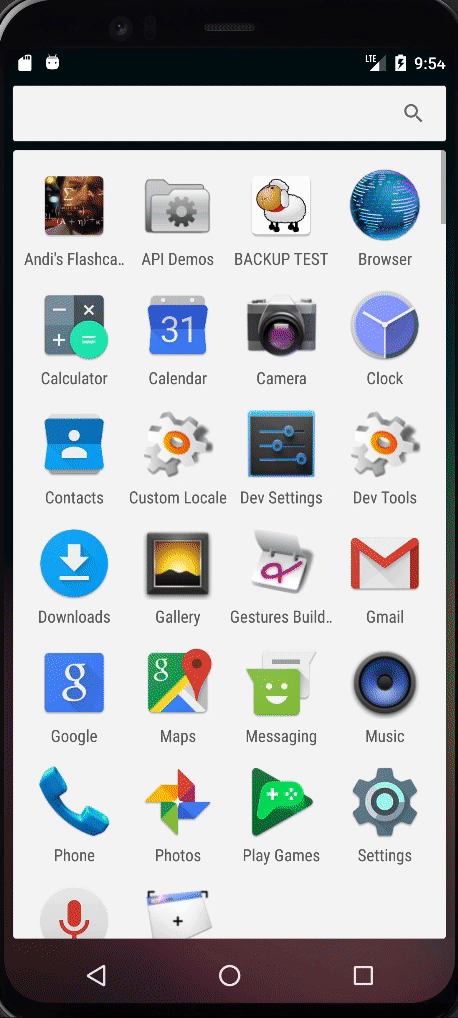 LTE
9:54
Andi's Flashca..
API Demos
BACKUP TEST
Browser
Calculator
31
Calendar
Camera
Clock
Contacts
Custom Locale
Dev Settings
Dev Tools
Downloads
Gallery
Gestures Build..
Gmail
g
Google
g
Maps
Messaging
Music
Phone
Photos
Play Games
Settings